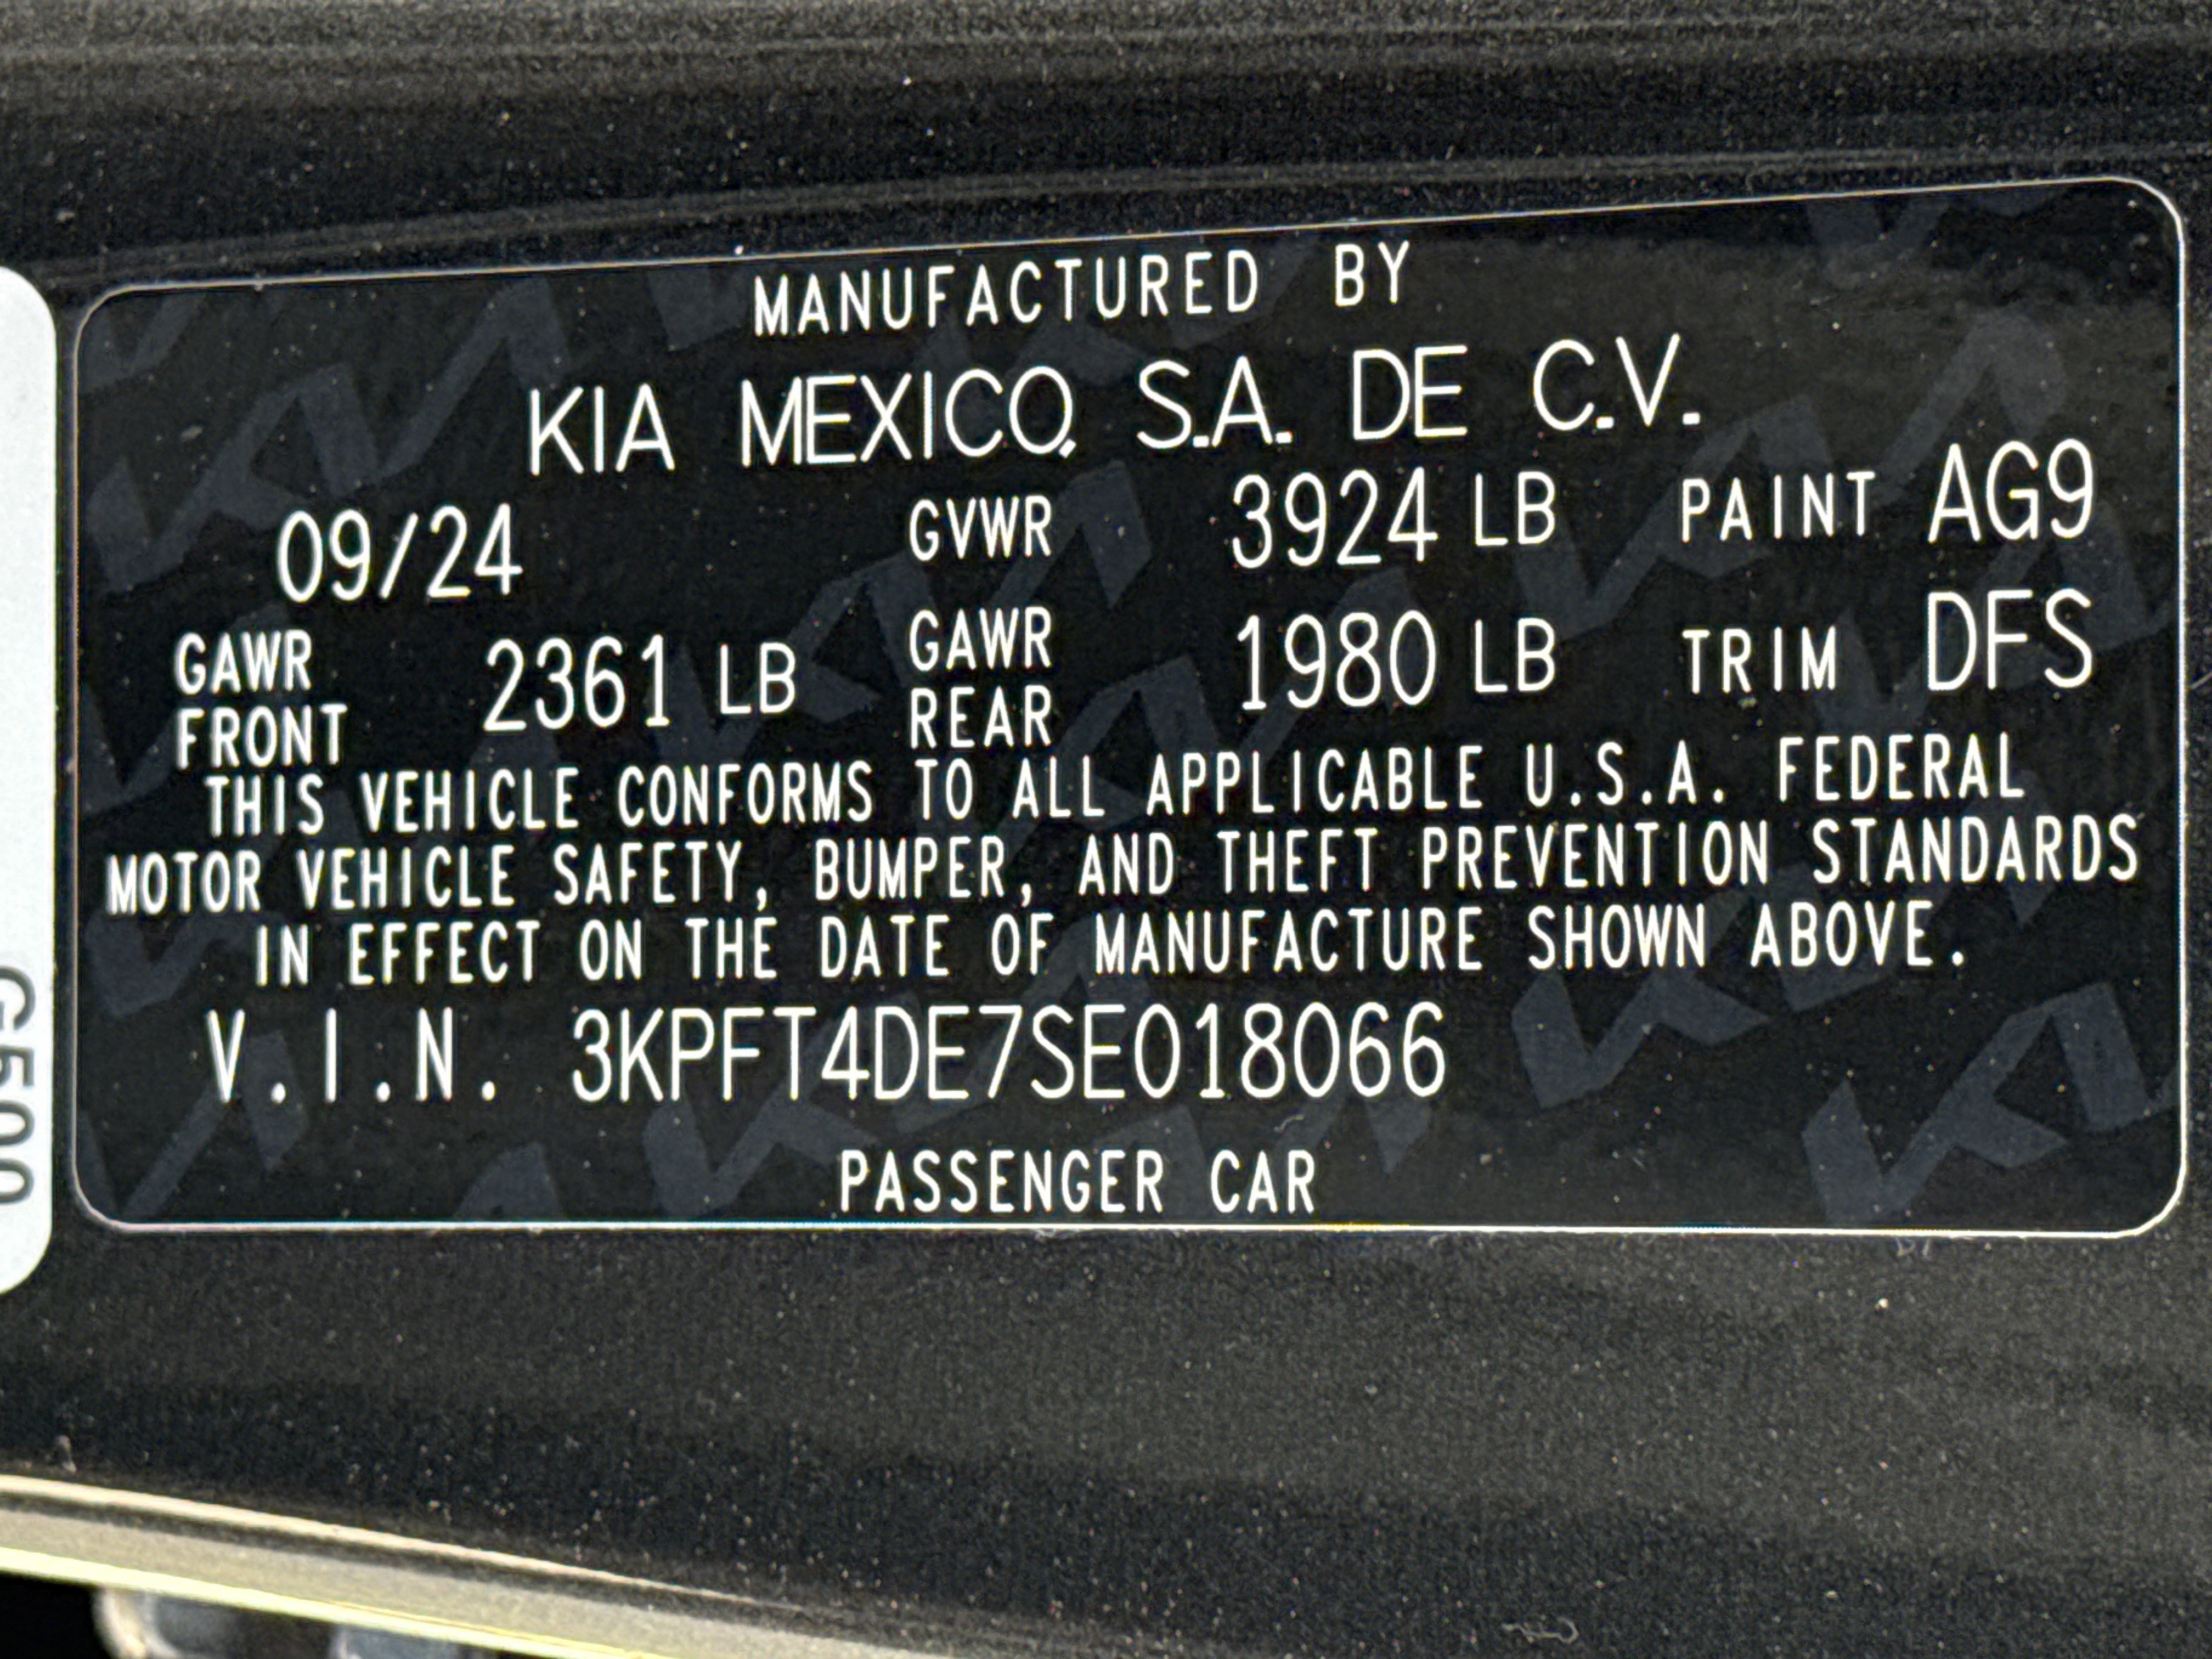 MANUFACTURED BY
KIA MEXICO, S.A. DE C.V.
09/24 GVWR 3924 LB PAINT AG9
GAWR FRONT 2361 LB GAWR REAR 1980 LB TRIM DFS
THIS VEHICLE CONFORMS TO ALL APPLICABLE U.S.A. FEDERAL
MOTOR VEHICLE SAFETY, BUMPER, AND THEFT PREVENTION STANDARDS
IN EFFECT ON THE DATE OF MANUFACTURE SHOWN ABOVE.
V.I.N. 3KPFT4DE7SE018066
PASSENGER CAR